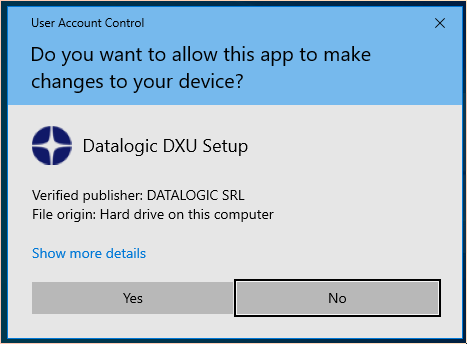 User Account Control
Do you want to allow this app to make
changes to your device?
Datalogic DXU Setup
Verified publisher: DATALOGIC SRL
File origin: Hard drive on this computer
Show more details
Yes
No